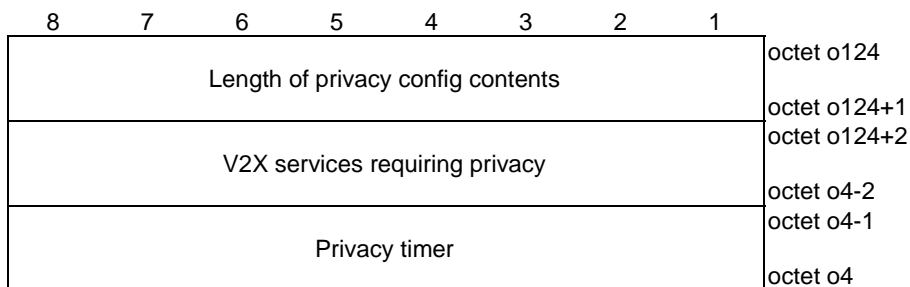 8 7 6 5 4 3 2 1
octet o124
Length of privacy config contents
octet o124+1
octet o124+2
V2X services requiring privacy
octet o4-2
octet o4-1
Privacy timer
octet o4